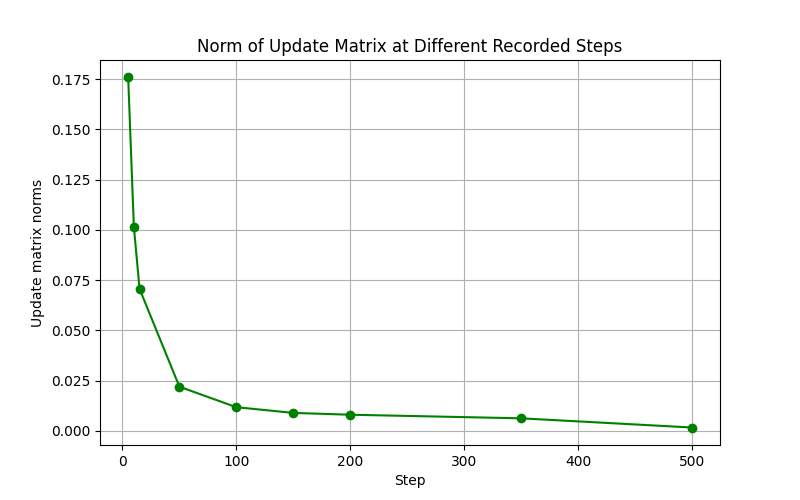 Norm of Update Matrix at Different Recorded Steps
Update matrix norms
0.175
0.150
0.125
0.100
0.075
0.050
0.025
0.000
0 100 200 300 400 500
Step